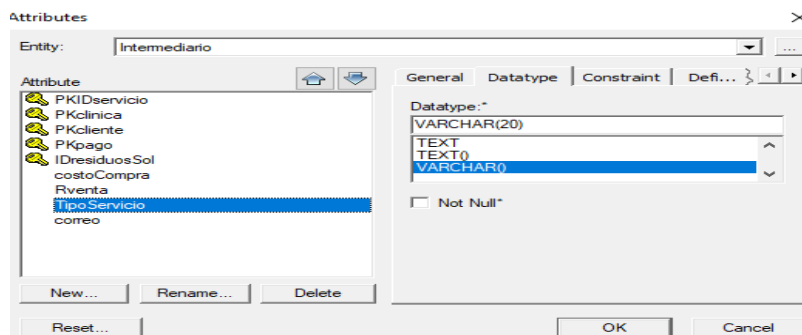 Attributes
Entity:
Intermediario
...
Attribute
PKIDservicio
PKclinica
PKcliente
PKpago
IDresiduosSol
costoCompra
Rventa
TipoServicio
correo
New...
Rename...
Delete
Reset...
General
Datatype
Constraint
Defi...
Datatype:*
VARCHAR(20)
TEXT
TEXT()
VARCHAR()
Not Null*
OK
Cancel